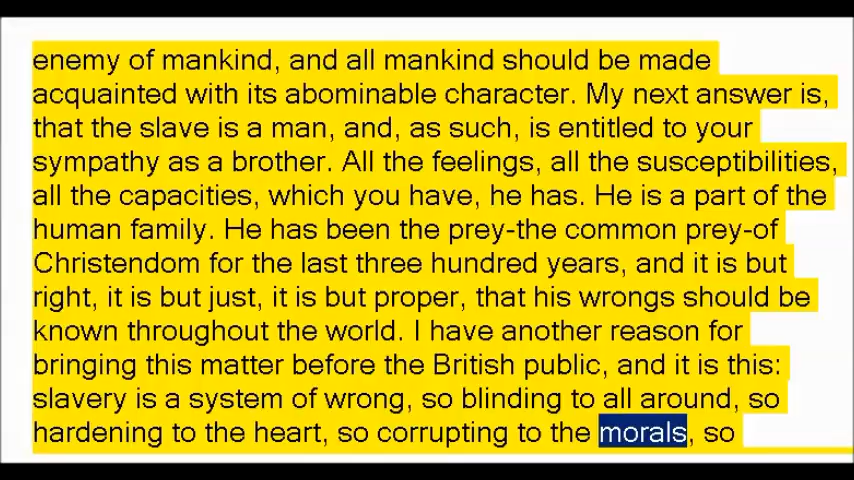 enemy of mankind, and all mankind should be made
acquainted with its abominable character. My next answer is,
that the slave is a man, and, as such, is entitled to your
sympathy as a brother. All the feelings, all the susceptibilities,
all the capacities, which you have, he has. He is a part of the
human family. He has been the prey-the common prey-of
Christendom for the last three hundred years, and it is but
right, it is but just, it is but proper, that his wrongs should be
known throughout the world. I have another reason for
bringing this matter before the British public, and it is this:
slavery is a system of wrong, so blinding to all around, so
hardening to the heart, so corrupting to the morals, so